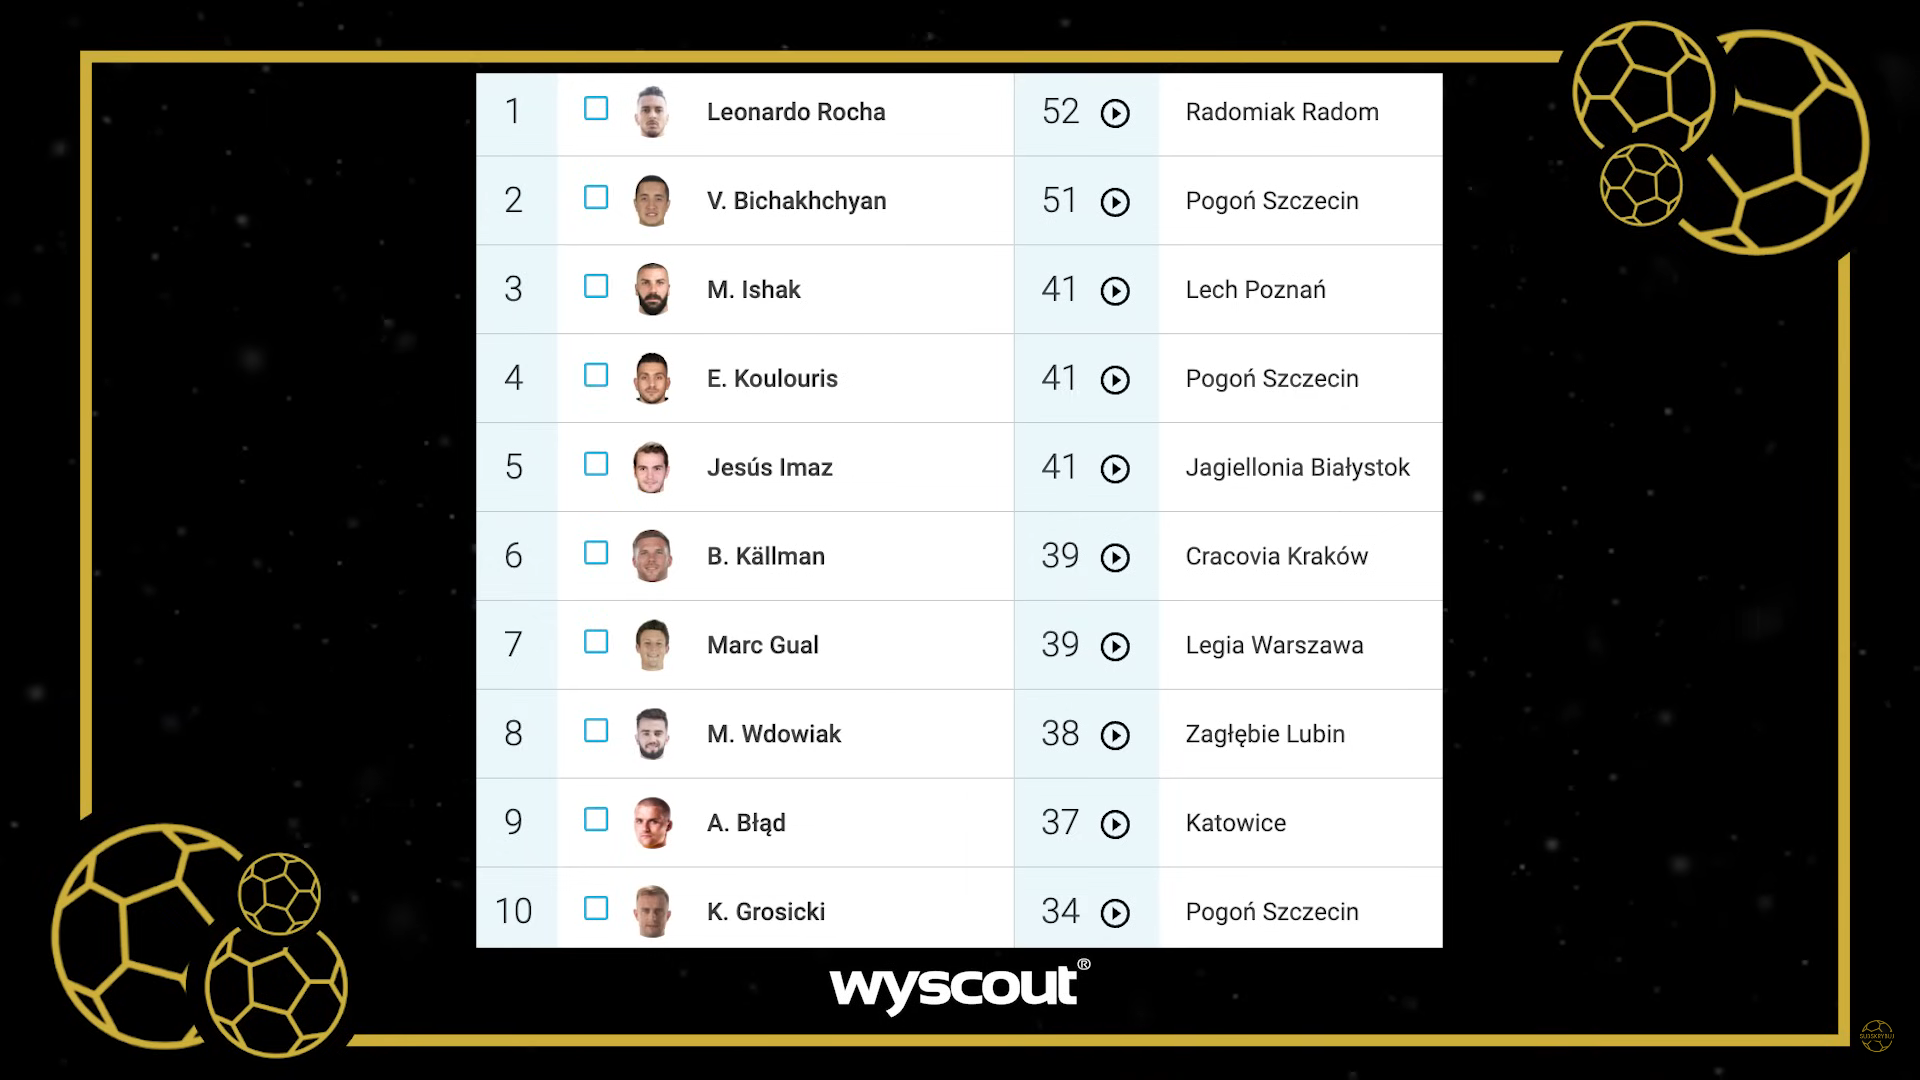 1 Leonardo Rocha 52 Radomiak Radom
2 V. Bichakhchyan 51 Pogoń Szczecin
3 M. Ishak 41 Lech Poznań
4 E. Koulouris 41 Pogoń Szczecin
5 Jesús Imaz 41 Jagiellonia Białystok
6 B. Källman 39 Cracovia Kraków
7 Marc Gual 39 Legia Warszawa
8 M. Wdowiak 38 Zagłębie Lubin
9 A. Błąd 37 Katowice
10 K. Grosicki 34 Pogoń Szczecin
wyscout®
SUBSKRYBUJ